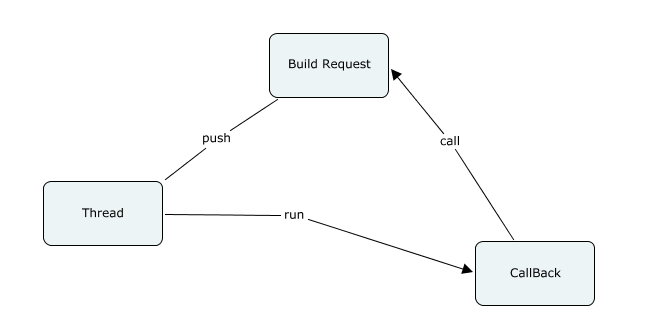 Build Request
push
call
Thread
run
CallBack